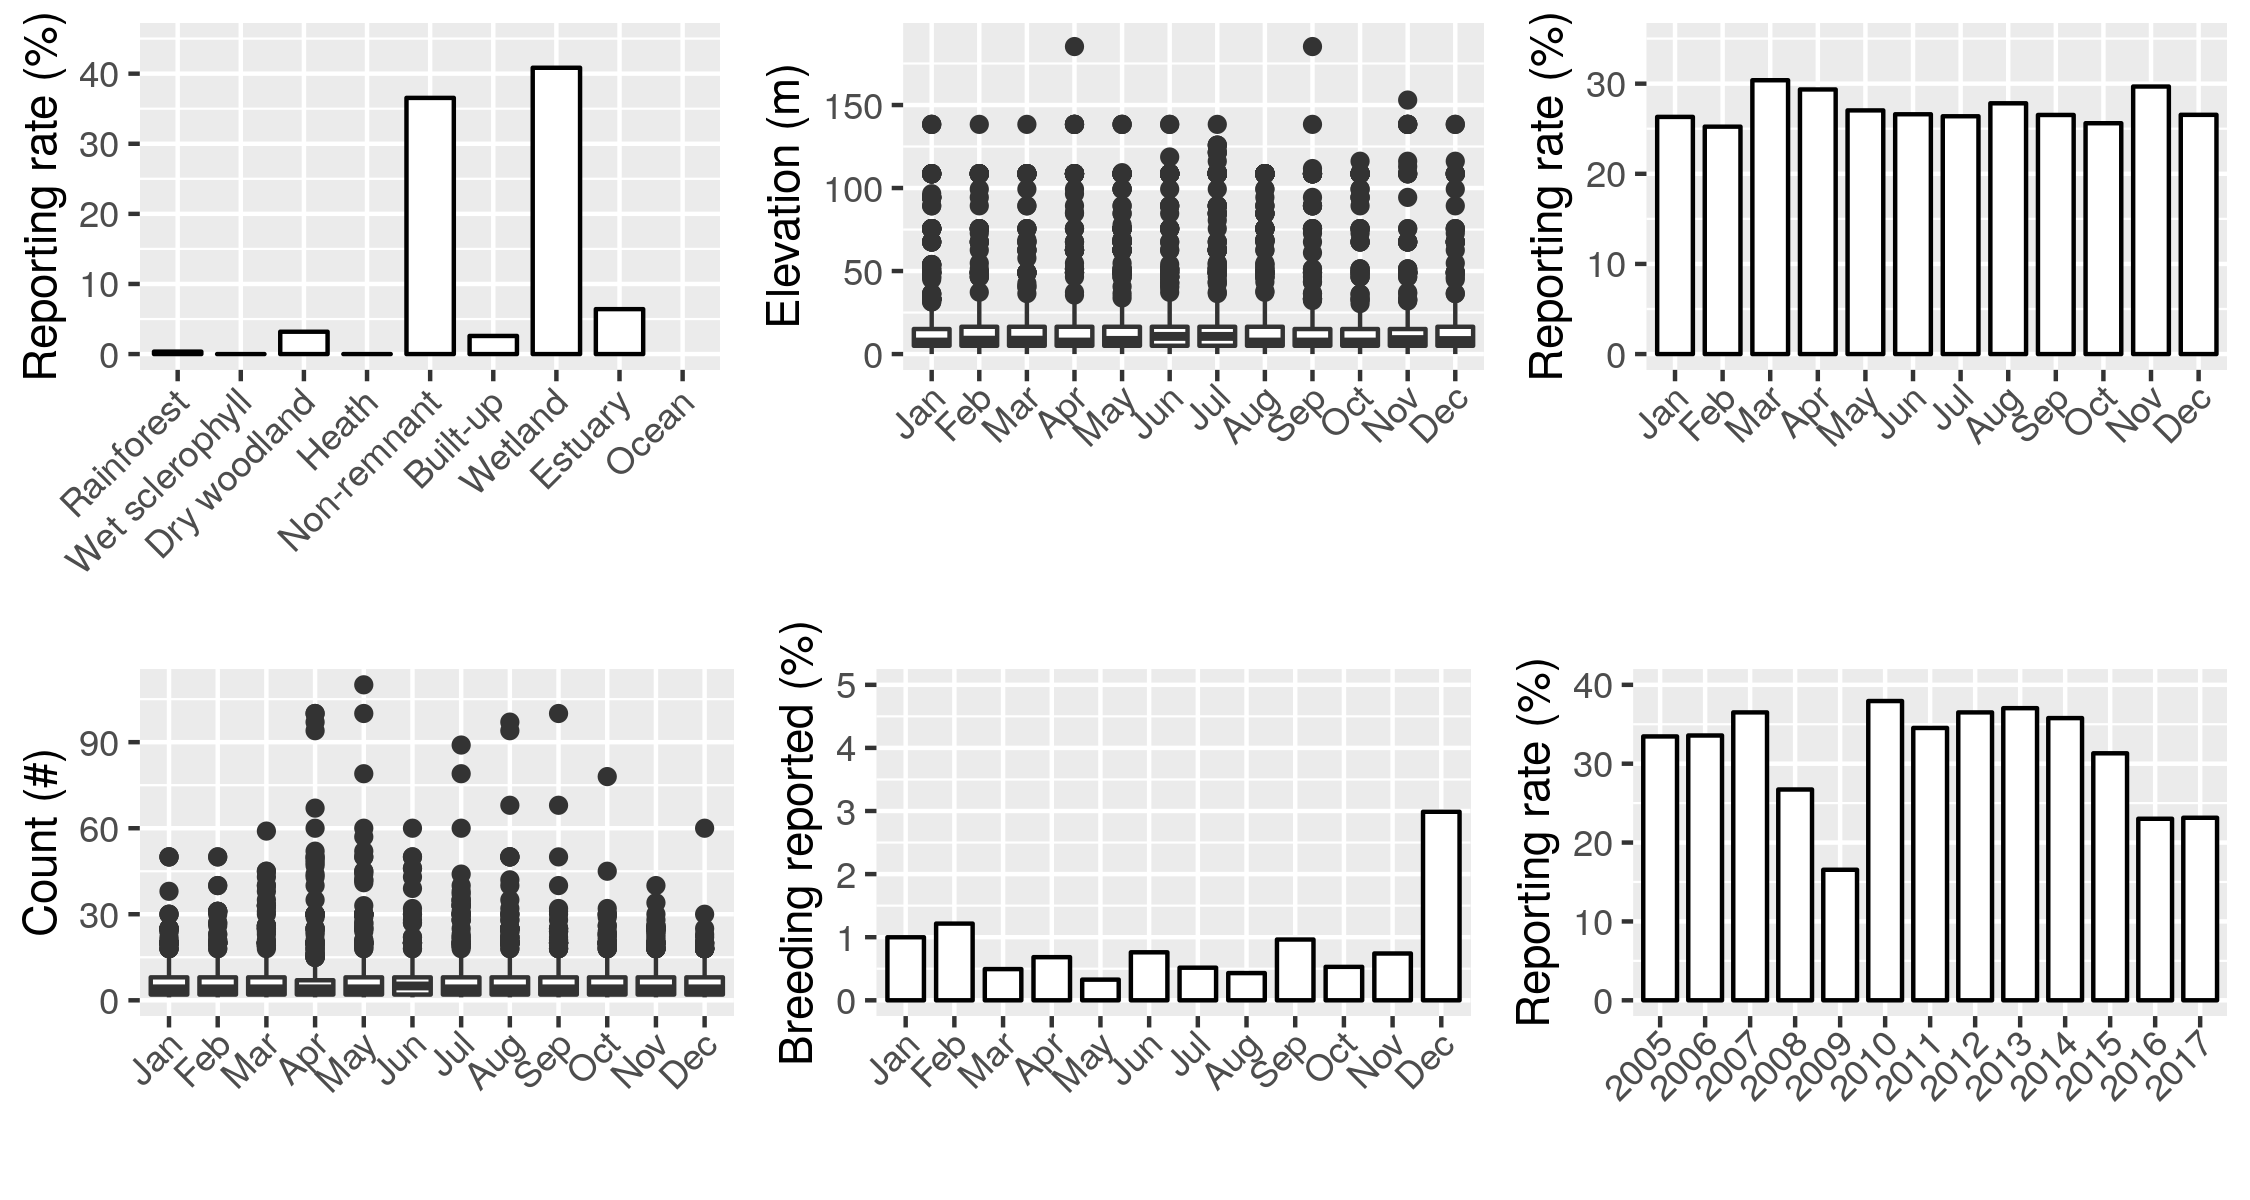 Reporting rate (%)
40
30
20
10
0
Rainforest
Wet sclerophyll
Dry woodland
Heath
Non-remnant
Built-up
Wetland
Estuary
Ocean
Elevation (m)
150
100
50
0
Jan
Feb
Mar
Apr
May
Jun
Jul
Aug
Sep
Oct
Nov
Dec
Reporting rate (%)
30
20
10
0
Jan
Feb
Mar
Apr
May
Jun
Jul
Aug
Sep
Oct
Nov
Dec
Count (#)
90
60
30
0
Jan
Feb
Mar
Apr
May
Jun
Jul
Aug
Sep
Oct
Nov
Dec
Breeding reported (%)
5
4
3
2
1
0
Jan
Feb
Mar
Apr
May
Jun
Jul
Aug
Sep
Oct
Nov
Dec
Reporting rate (%)
40
30
20
10
0
2005
2006
2007
2008
2009
2010
2011
2012
2013
2014
2015
2016
2017